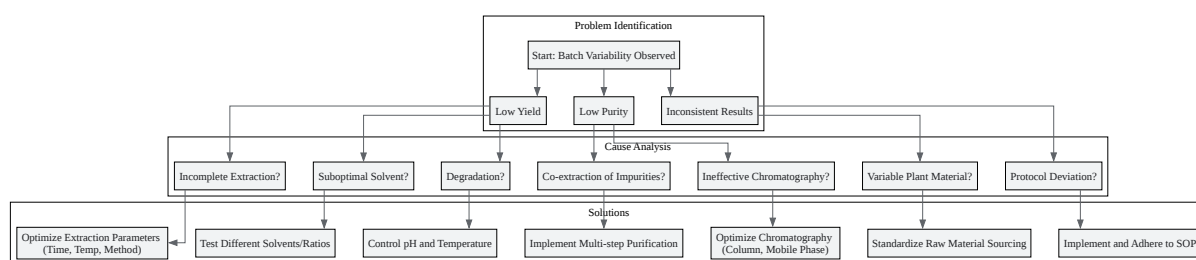 Problem Identification
Start: Batch Variability Observed
Low Yield
Low Purity
Inconsistent Results
Cause Analysis
Incomplete Extraction?
Suboptimal Solvent?
Degradation?
Co-extraction of Impurities?
Ineffective Chromatography?
Variable Plant Material?
Protocol Deviation?
Solutions
Optimize Extraction Parameters
(Time, Temp, Method)
Test Different Solvents/Ratios
Control pH and Temperature
Implement Multi-step Purification
Optimize Chromatography
(Column, Mobile Phase)
Standardize Raw Material Sourcing
Implement and Adhere to SOP